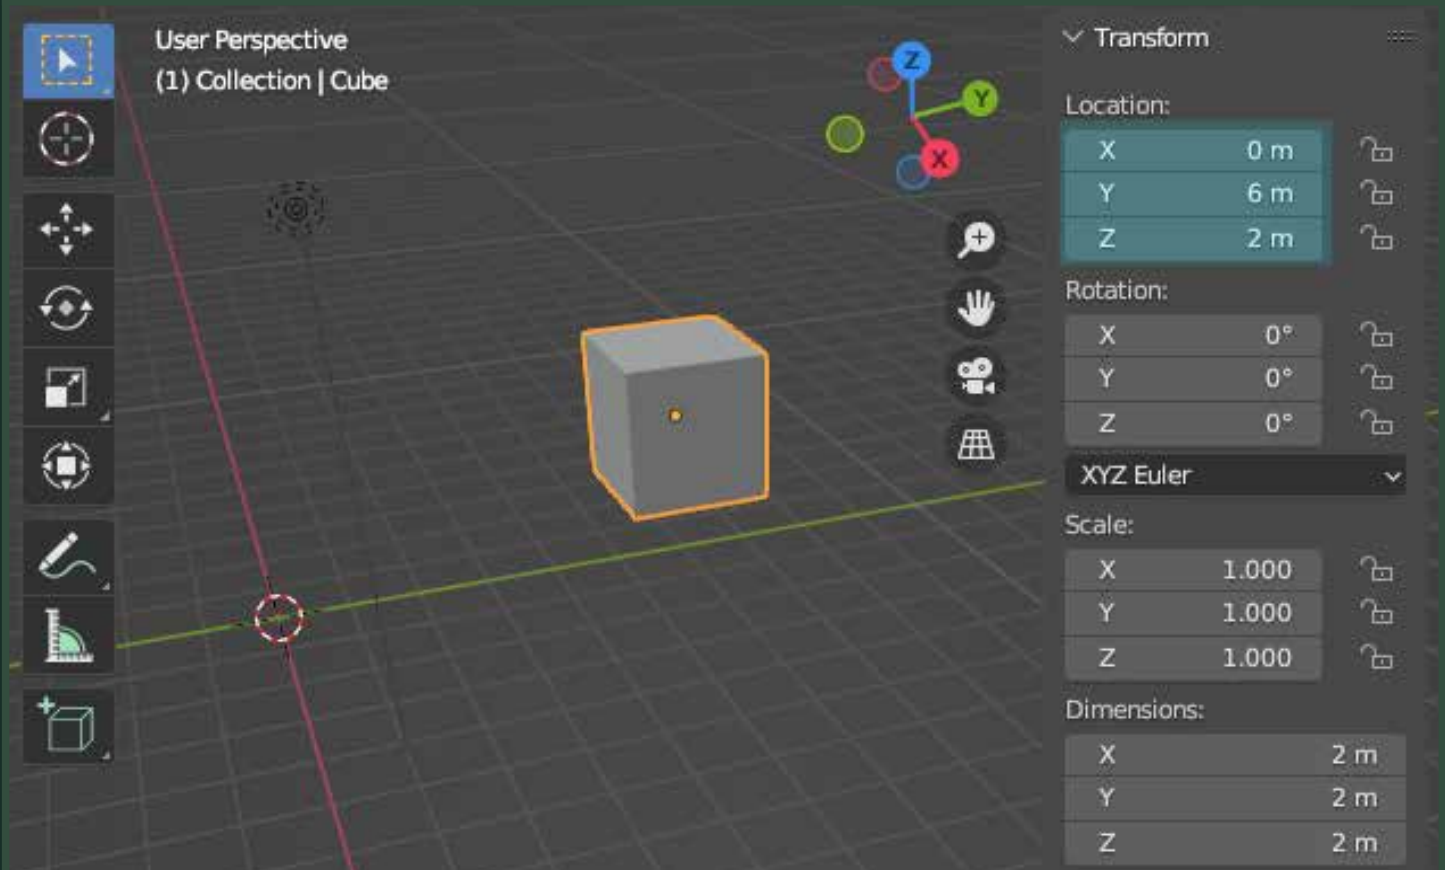 User Perspective
(1) Collection | Cube
Z
Y
X
Transform
Location:
X 0 m
Y 6 m
Z 2 m
Rotation:
X 0°
Y 0°
Z 0°
XYZ Euler
Scale:
X 1.000
Y 1.000
Z 1.000
Dimensions:
X 2 m
Y 2 m
Z 2 m